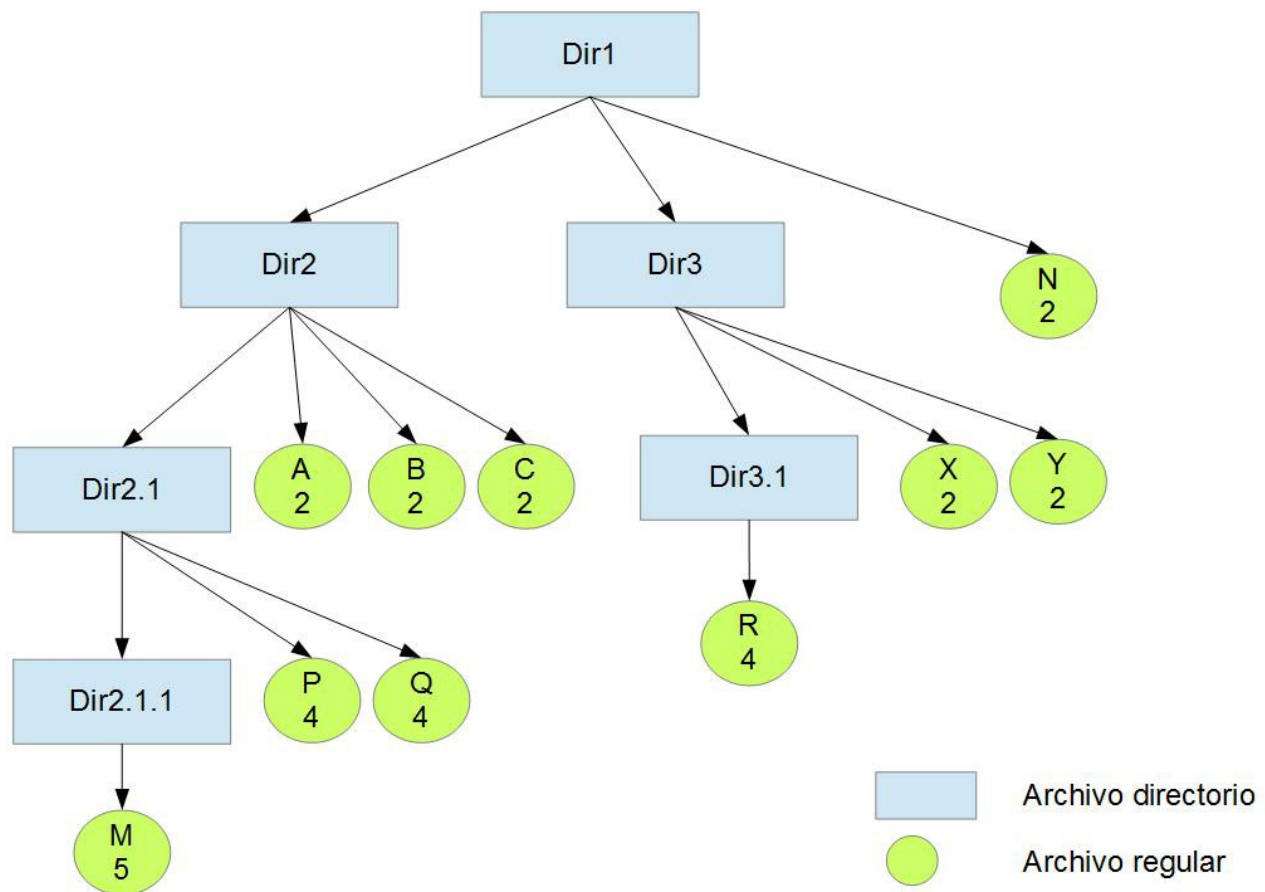 Dir1
Dir2
Dir3
N
2
Dir2.1
A
2
B
2
C
2
Dir3.1
X
2
Y
2
R
4
Dir2.1.1
P
4
Q
4
M
5
Archivo directorio
Archivo regular